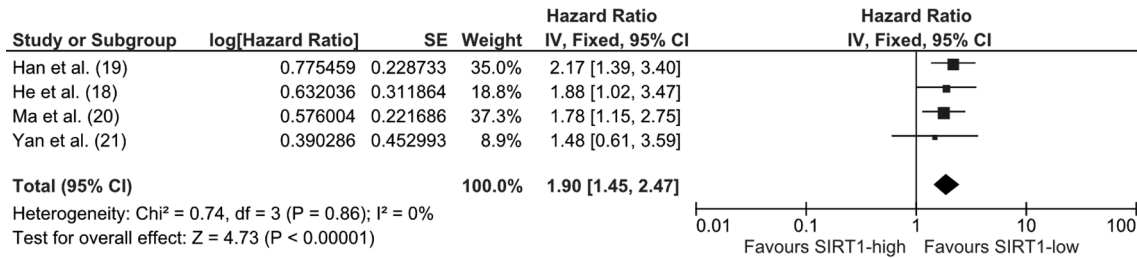 Hazard Ratio Hazard Ratio
Study or Subgroup log[Hazard Ratio] SE Weight IV, Fixed, 95% CI IV, Fixed, 95% CI
Han et al. (19) 0.775459 0.228733 35.0% 2.17 [1.39, 3.40]
He et al. (18) 0.632036 0.311864 18.8% 1.88 [1.02, 3.47]
Ma et al. (20) 0.576004 0.221686 37.3% 1.78 [1.15, 2.75]
Yan et al. (21) 0.390286 0.452993 8.9% 1.48 [0.61, 3.59]
Total (95% CI) 100.0% 1.90 [1.45, 2.47]
Heterogeneity: Chi² = 0.74, df = 3 (P = 0.86); I² = 0%
Test for overall effect: Z = 4.73 (P < 0.00001)
0.01 0.1 1 10 100
Favours SIRT1-high Favours SIRT1-low